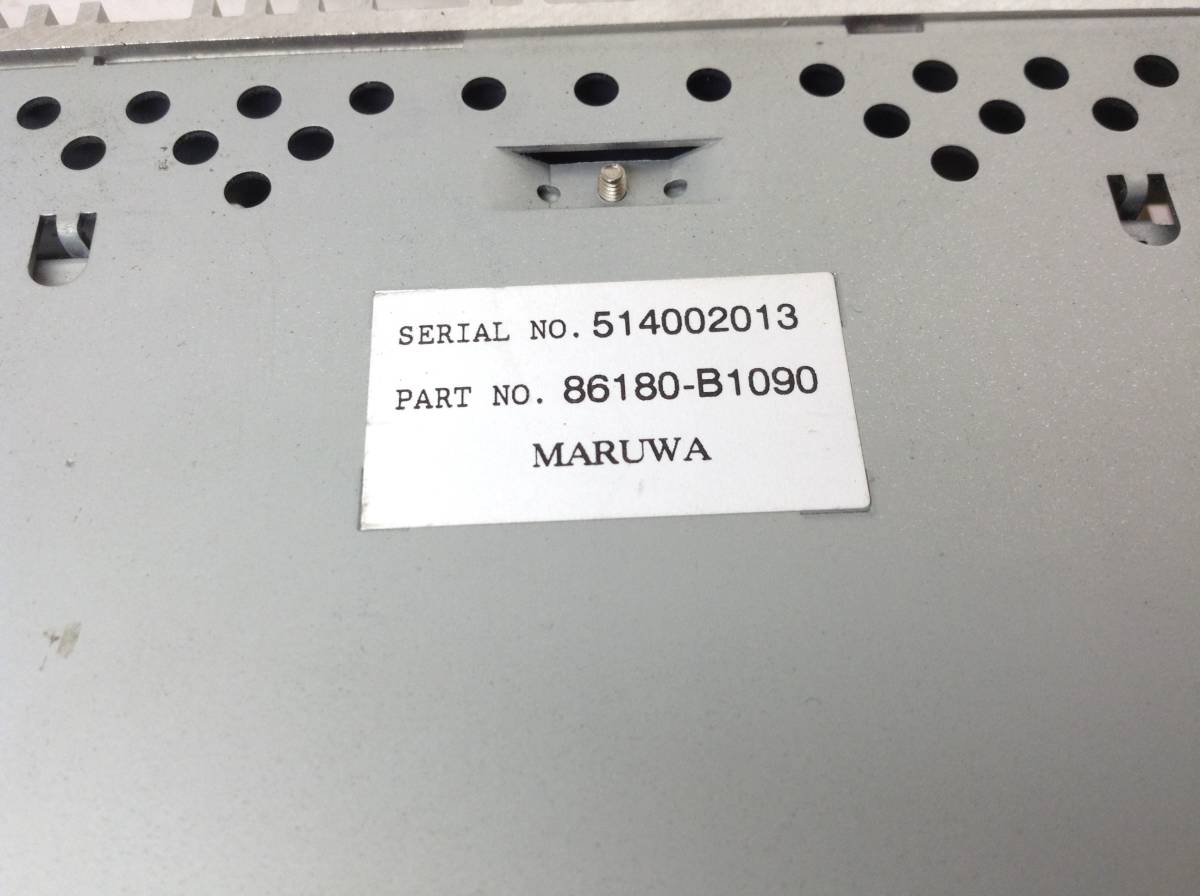 SERIAL NO. 514002013
PART NO. 86180-B1090
MARUWA